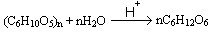 (C₆H₁₀O₅)ₙ + nH₂O —H⁺→ nC₆H₁₂O₆